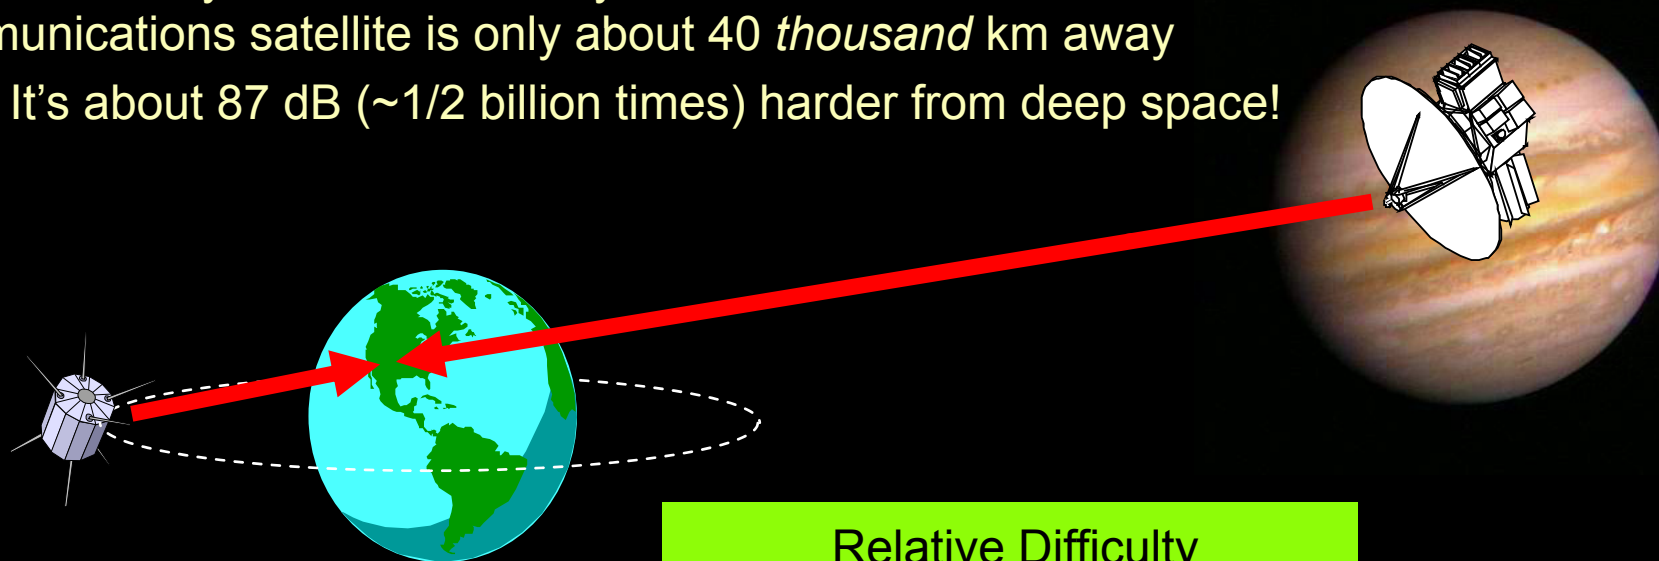 munications satellite is only about 40 thousand km away
It's about 87 dB (~1/2 billion times) harder from deep space!
Relative Difficulty